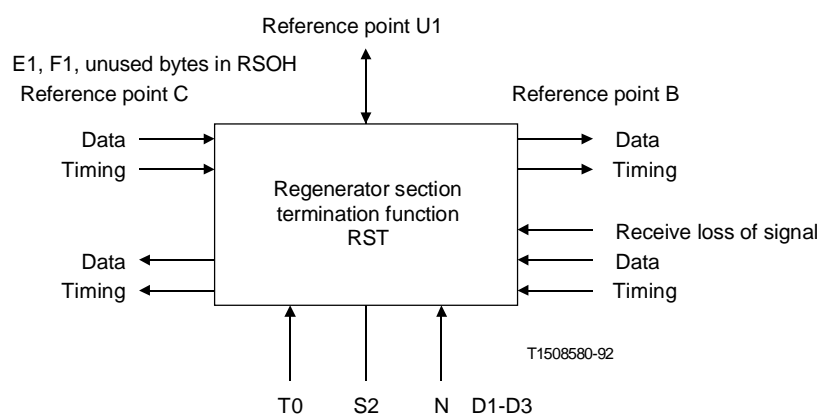 Reference point U1
E1, F1, unused bytes in RSOH
Reference point C
Reference point B
Data
Data
Timing
Timing
Regenerator section
termination function
RST
Receive loss of signal
Data
Data
Timing
Timing
T1508580-92
T0 S2 N D1-D3